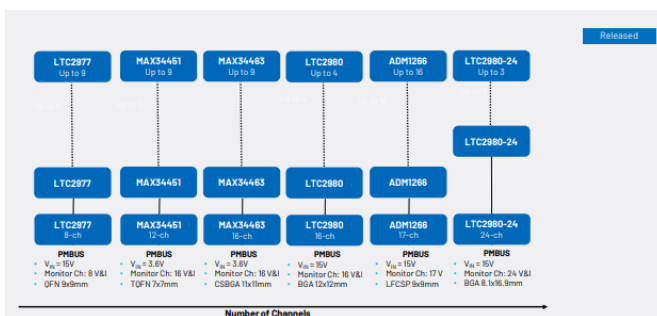 Released
LTC2977
Up to 9
MAX34451
Up to 9
MAX34463
Up to 9
LTC2980
Up to 4
ADM1266
Up to 16
LTC2980-24
Up to 3
LTC2980-24
LTC2977
MAX34451
MAX34463
LTC2980
ADM1266
LTC2977
8-ch
MAX34451
12-ch
MAX34463
16-ch
LTC2980
16-ch
ADM1266
17-ch
LTC2980-24
24-ch
PMBUS
• VIN = 15V
• Monitor Ch: 8 V&I
• QFN 9x9mm
PMBUS
• VIN = 3.6V
• Monitor Ch: 16 V&I
• TQFN 7x7mm
PMBUS
• VIN = 3.6V
• Monitor Ch: 16 V&I
• CSBGA 11x11mm
PMBUS
• VIN = 15V
• Monitor Ch: 16 V&I
• BGA 12x12mm
PMBUS
• VIN = 15V
• Monitor Ch: 17 V
• LFCSP 9x9mm
PMBUS
• VIN = 15V
• Monitor Ch: 24 V&I
• BGA 8.1x16.9mm
Number of Channels